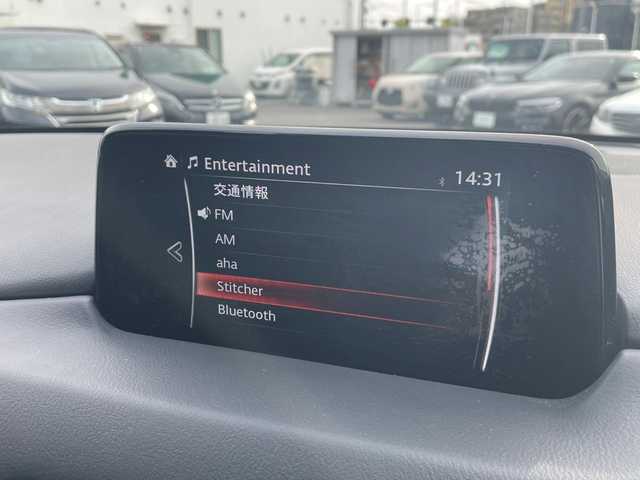 Entertainment
14:31
交通情報
FM
AM
aha
Stitcher
Bluetooth